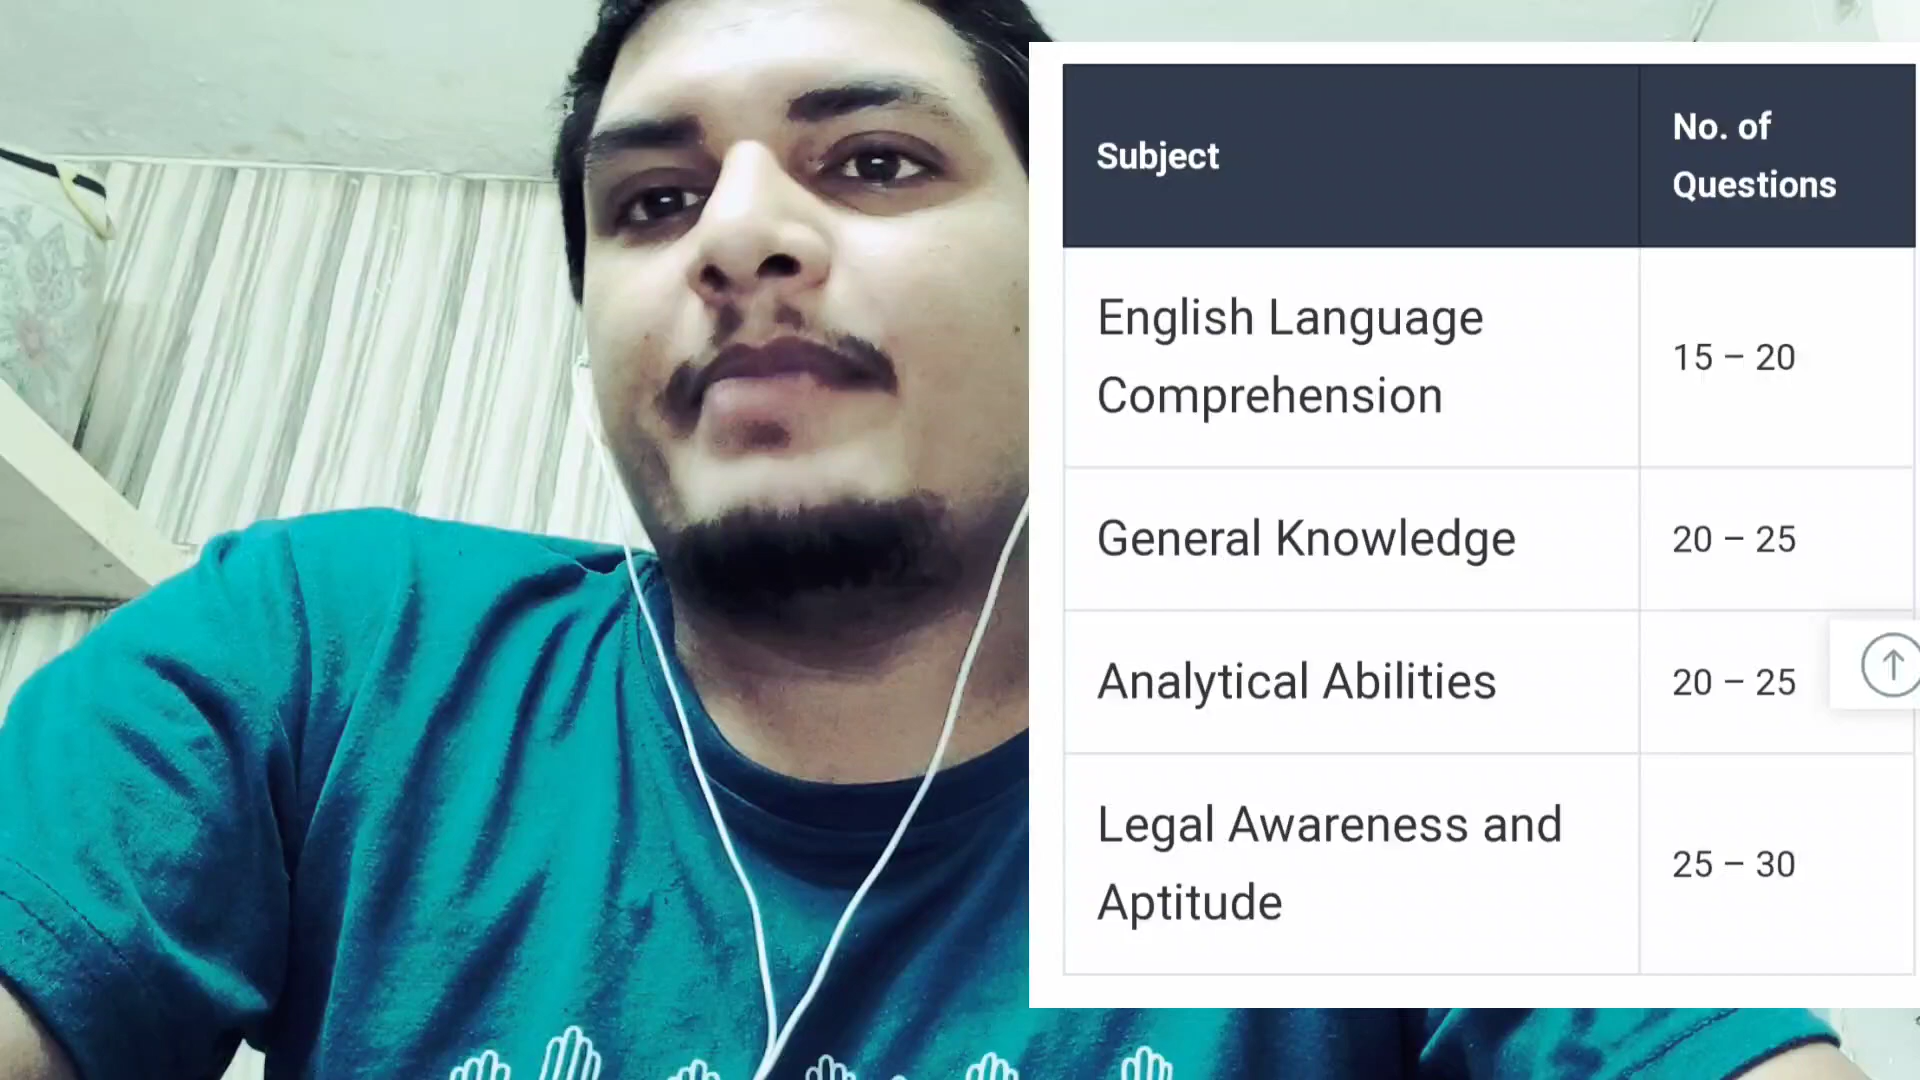 Subject
No. of
Questions
English Language
Comprehension
15 – 20
General Knowledge
20 – 25
Analytical Abilities
20 – 25
Legal Awareness and
Aptitude
25 – 30